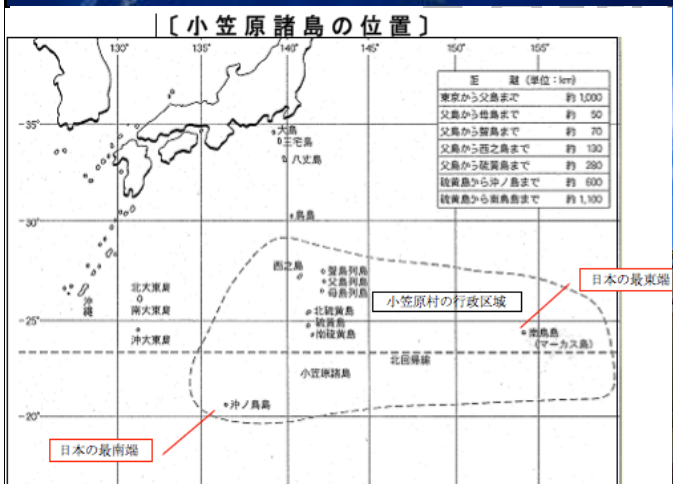 〔小笠原諸島の位置〕
130° 135° 140° 145° 150° 155°
距 離 (単位:km)
東京から父島まで 約 1,000
父島から母島まで 約 50
父島から聟島まで 約 70
父島から西之島まで 約 130
父島から硫黄島まで 約 280
硫黄島から沖ノ島まで 約 600
硫黄島から南鳥島まで 約 1,100
35°
大島
三宅島
八丈島
30°
鳥島
西之島
聟島列島
父島列島
母島列島
日本の最東端
小笠原村の行政区域
沖縄
北大東島
南大東島
沖大東島
25°
北硫黄島
硫黄島
南硫黄島
南鳥島
(マーカス島)
北回帰線
小笠原諸島
沖ノ鳥島
20°
日本の最南端